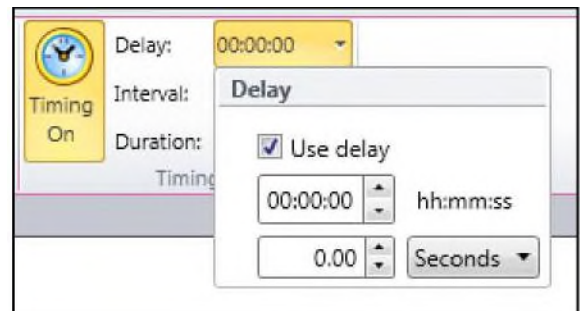 Delay: 00:00:00
Timing On
Interval:
Duration:
Timing
Delay
Use delay
00:00:00 hh:mm:ss
0.00 Seconds